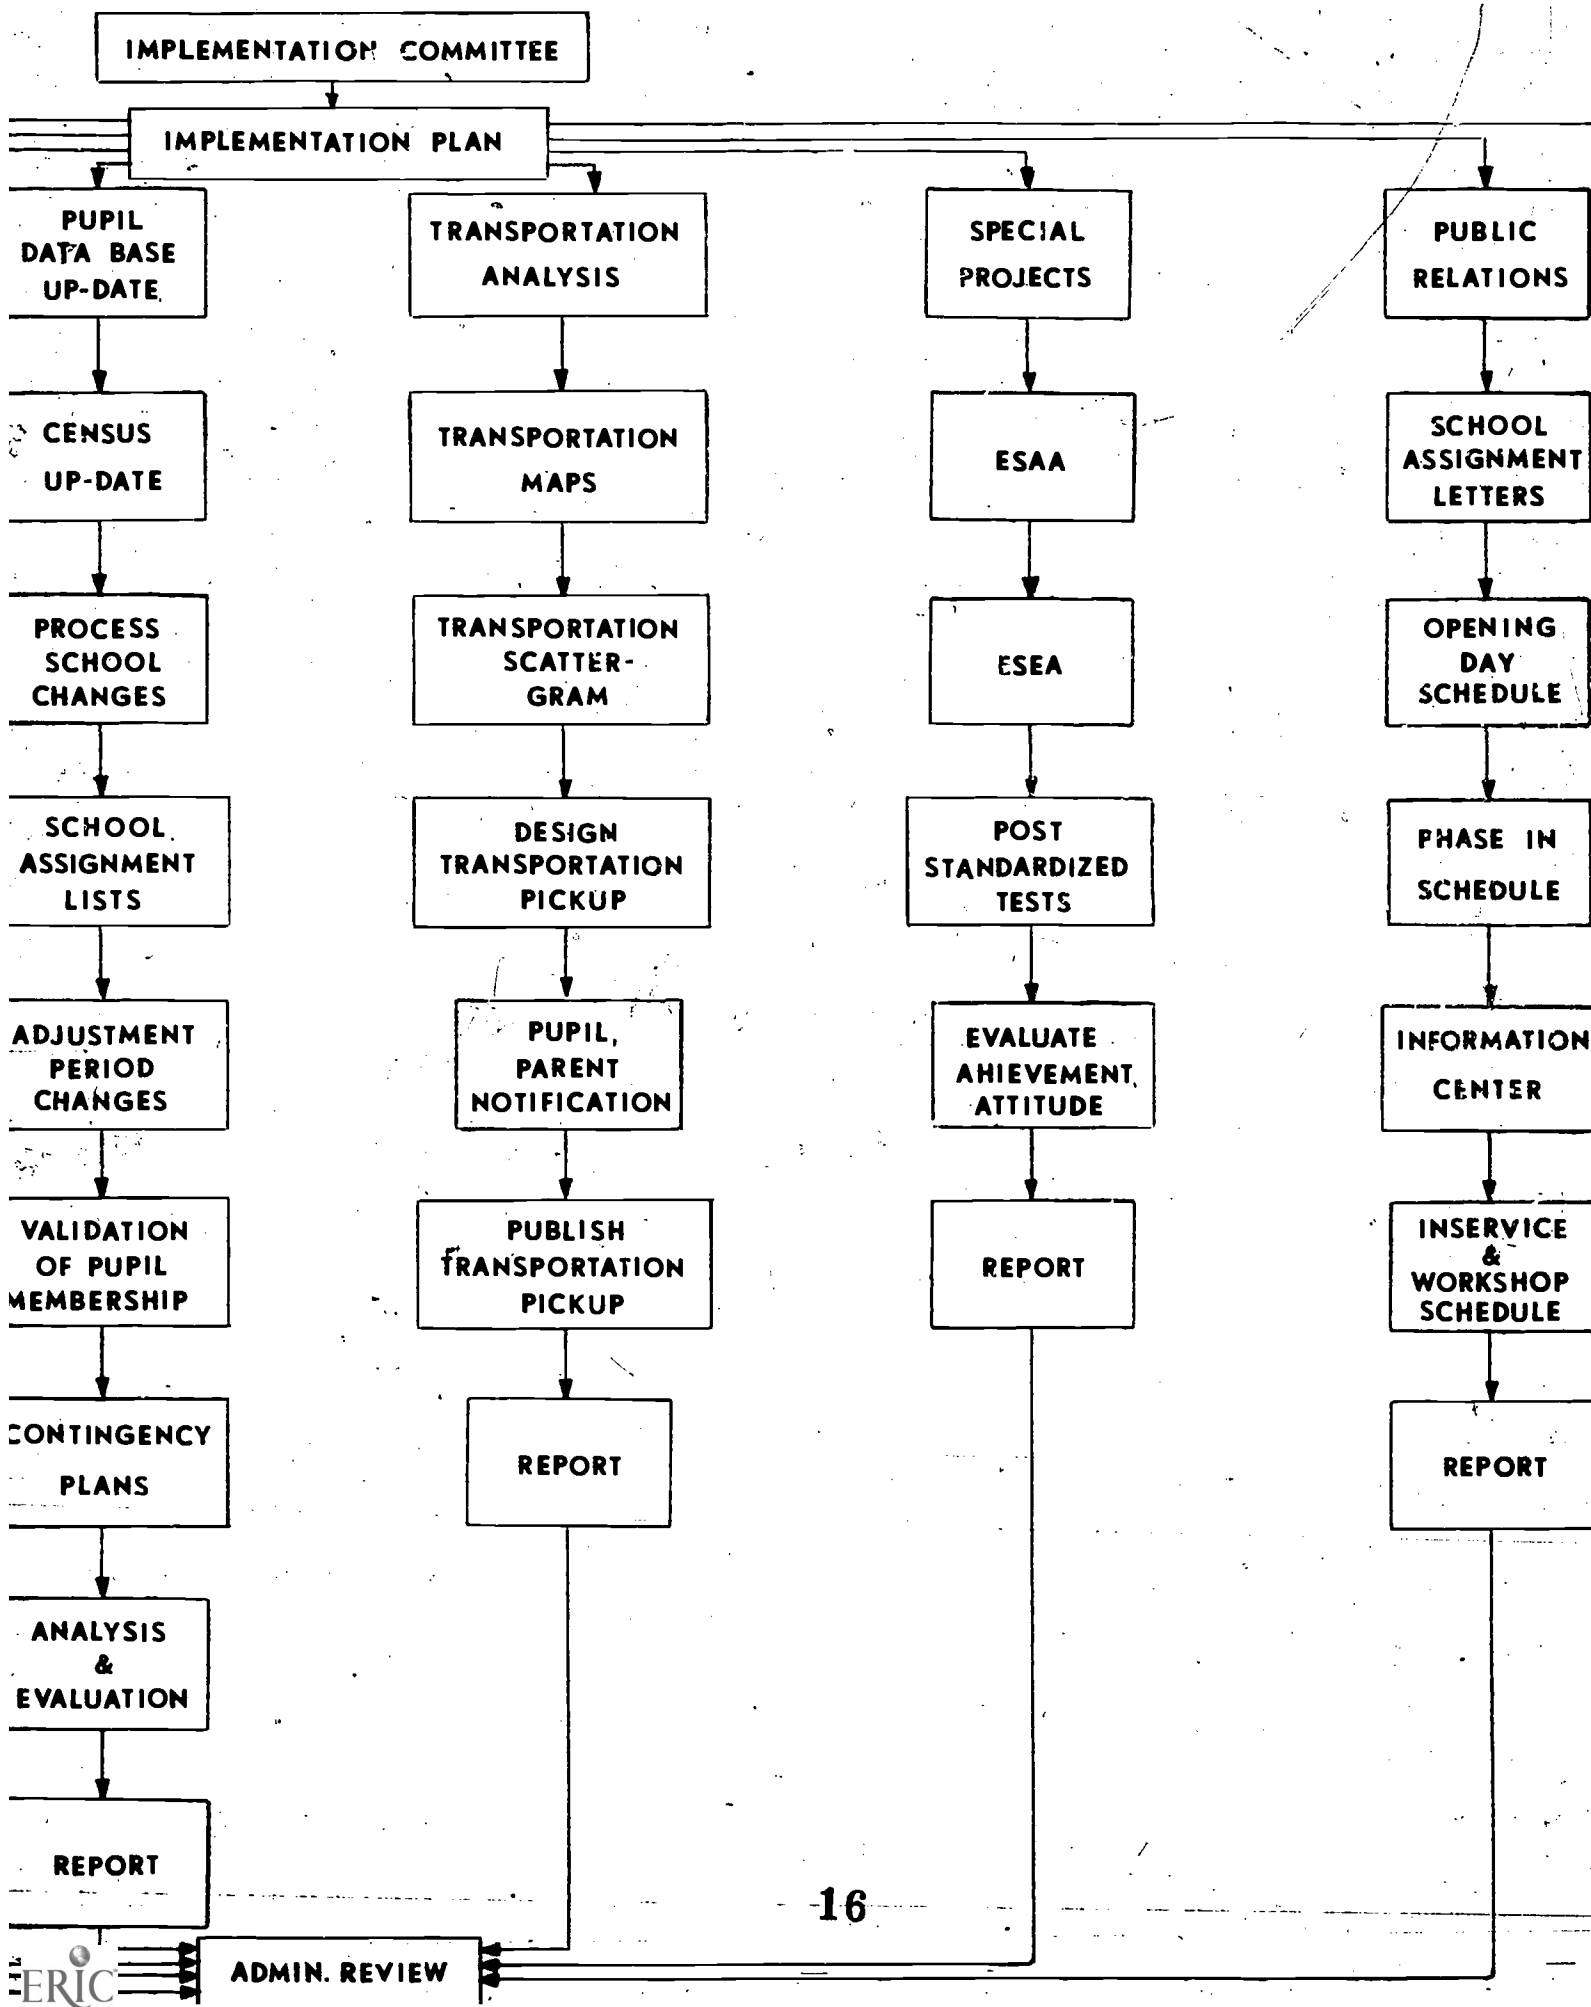 IMPLEMENTATION COMMITTEE
IMPLEMENTATION PLAN
PUPIL
DATA BASE
UP-DATE
CENSUS
UP-DATE
PROCESS
SCHOOL
CHANGES
SCHOOL
ASSIGNMENT
LISTS
ADJUSTMENT
PERIOD
CHANGES
VALIDATION
OF PUPIL
MEMBERSHIP
CONTINGENCY
PLANS
ANALYSIS
&
EVALUATION
REPORT
TRANSPORTATION
ANALYSIS
TRANSPORTATION
MAPS
TRANSPORTATION
SCATTER-
GRAM
DESIGN
TRANSPORTATION
PICKUP
PUPIL,
PARENT
NOTIFICATION
PUBLISH
TRANSPORTATION
PICKUP
REPORT
SPECIAL
PROJECTS
ESAA
ESEA
POST
STANDARDIZED
TESTS
EVALUATE
AHIEVEMENT,
ATTITUDE
REPORT
PUBLIC
RELATIONS
SCHOOL
ASSIGNMENT
LETTERS
OPENING
DAY
SCHEDULE
PHASE IN
SCHEDULE
INFORMATION
CENTER
INSERVICE
&
WORKSHOP
SCHEDULE
REPORT
ADMIN. REVIEW
16
ERIC